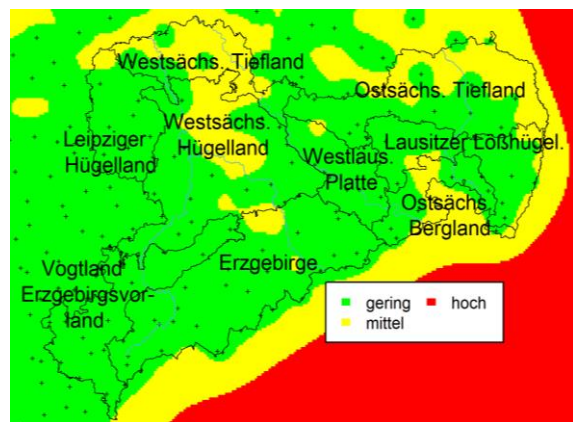 Westsächs. Tiefland
Ostsächs. Tiefland
Westsächs.
Hügelland
Leipziger
Hügelland
Lausitzer Lößhügel.
Westlaus.
Platte
Ostsächs.
Bergland
Erzgebirge
Vogtland
Erzgebirgsvor-
land
gering
hoch
mittel